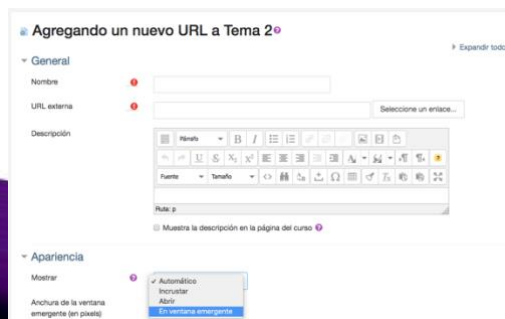 Agregando un nuevo URL a Tema 2
Expandir todo
General
Nombre
URL externa
Seleccione un enlace...
Descripción
Párrafo
Fuente Tamaño
Ruta: p
Muestra la descripción en la página del curso
Apariencia
Mostrar
Automático
Incrustar
Abrir
En ventana emergente
Anchura de la ventana
emergente (en pixels)